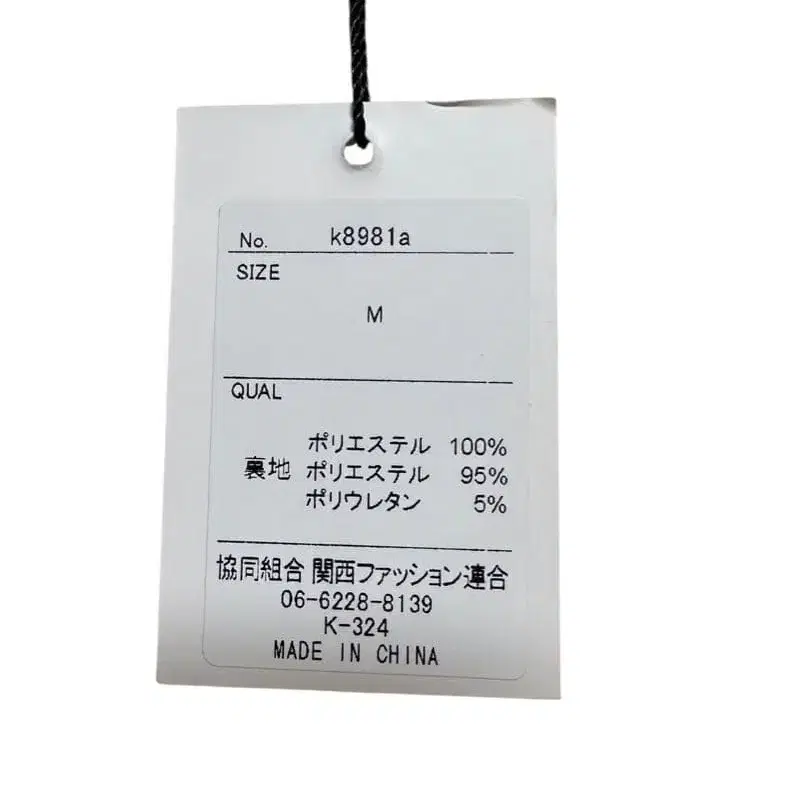 No. k8981a
SIZE
M
QUAL
ポリエステル 100%
裏地 ポリエステル 95%
ポリウレタン 5%
協同組合 関西ファッション連合
06-6228-8139
K-324
MADE IN CHINA